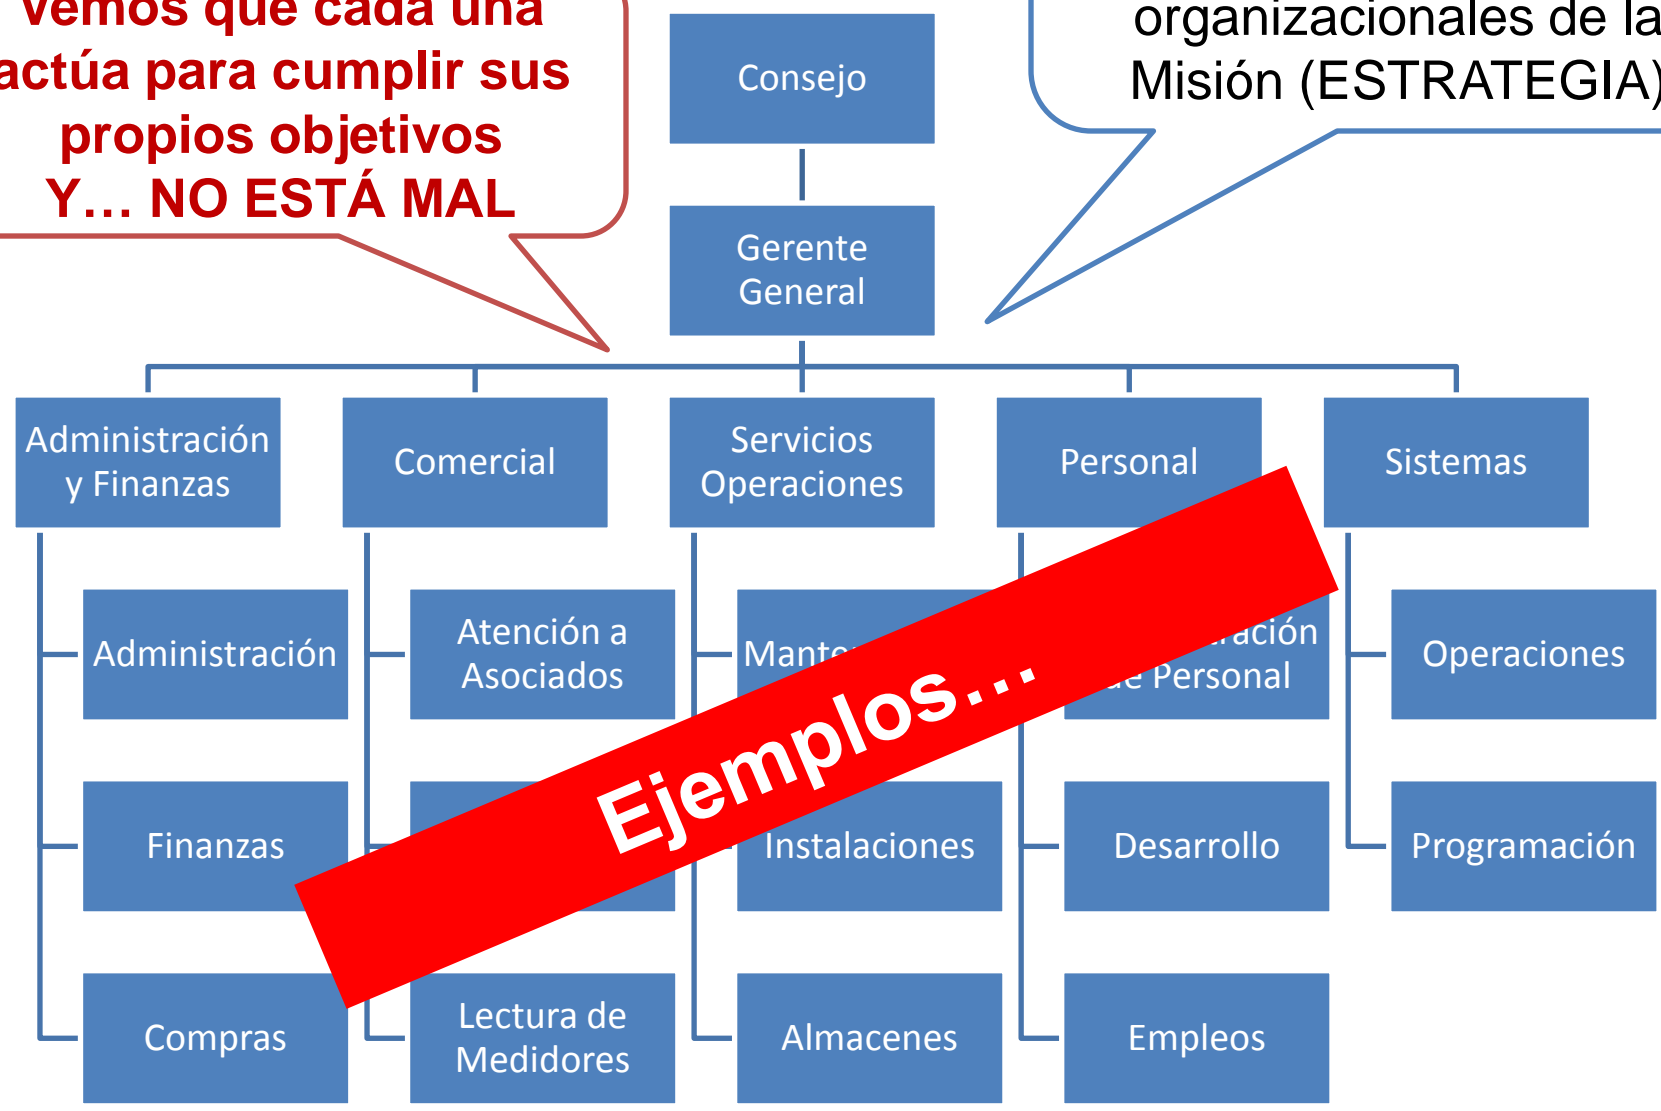 vemos que cada una
actúa para cumplir sus
propios objetivos
Y… NO ESTÁ MAL
organizacionales de la
Misión (ESTRATEGIA)
Consejo
Gerente
General
Administración
y Finanzas
Comercial
Servicios
Operaciones
Personal
Sistemas
Administración
Finanzas
Compras
Atención a
Asociados
Lectura de
Medidores
Instalaciones
Almacenes
Personal
Desarrollo
Empleos
Operaciones
Programación
Ejemplos…